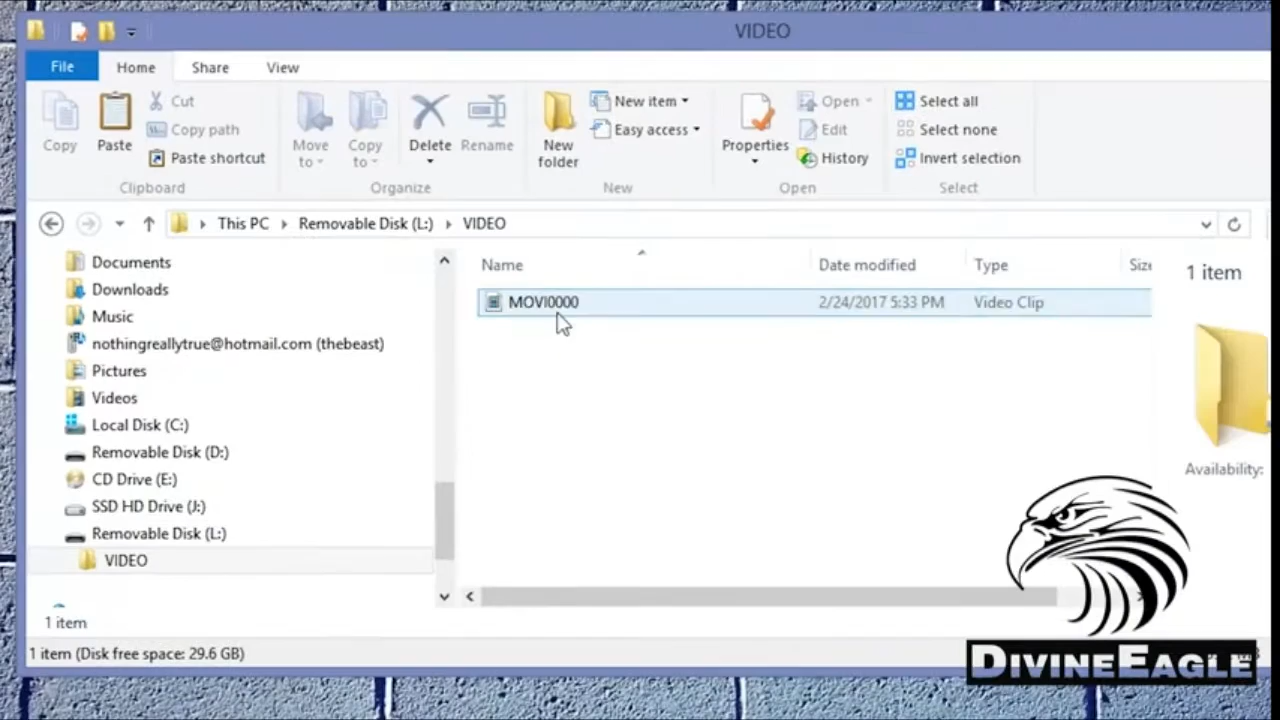 VIDEO
File Home Share View
Copy
Paste
Cut
Copy path
Paste shortcut
Clipboard
Move to
Copy to
Delete
Rename
Organize
New folder
New item
Easy access
New
Properties
Open
Edit
History
Open
Select all
Select none
Invert selection
Select
This PC Removable Disk (L:) VIDEO
Documents
Downloads
Music
nothingreallytrue@hotmail.com (thebeast)
Pictures
Videos
Local Disk (C:)
Removable Disk (D:)
CD Drive (E:)
SSD HD Drive (J:)
Removable Disk (L:)
VIDEO
Name Date modified Type Size
MOVI0000 2/24/2017 5:33 PM Video Clip
1 item
Availability:
1 item
1 item (Disk free space: 29.6 GB)
DIVINEEAGLE